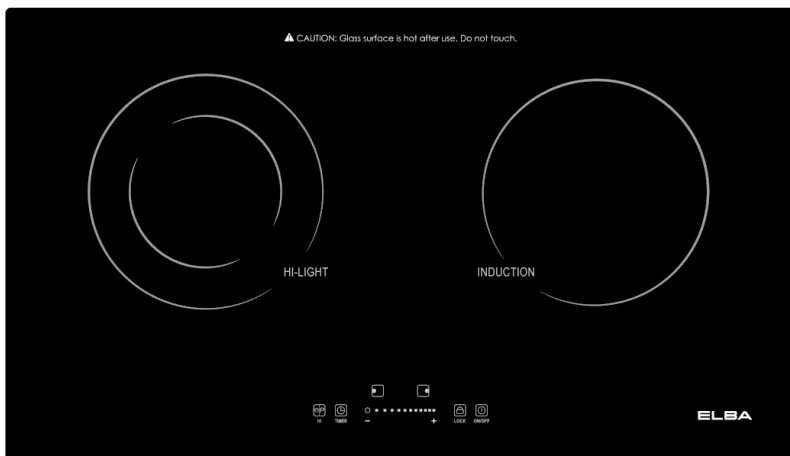 CAUTION: Glass surface is hot after use. Do not touch.
HI-LIGHT
INDUCTION
HI
TIMER
− +
LOCK
ON/OFF
ELBA